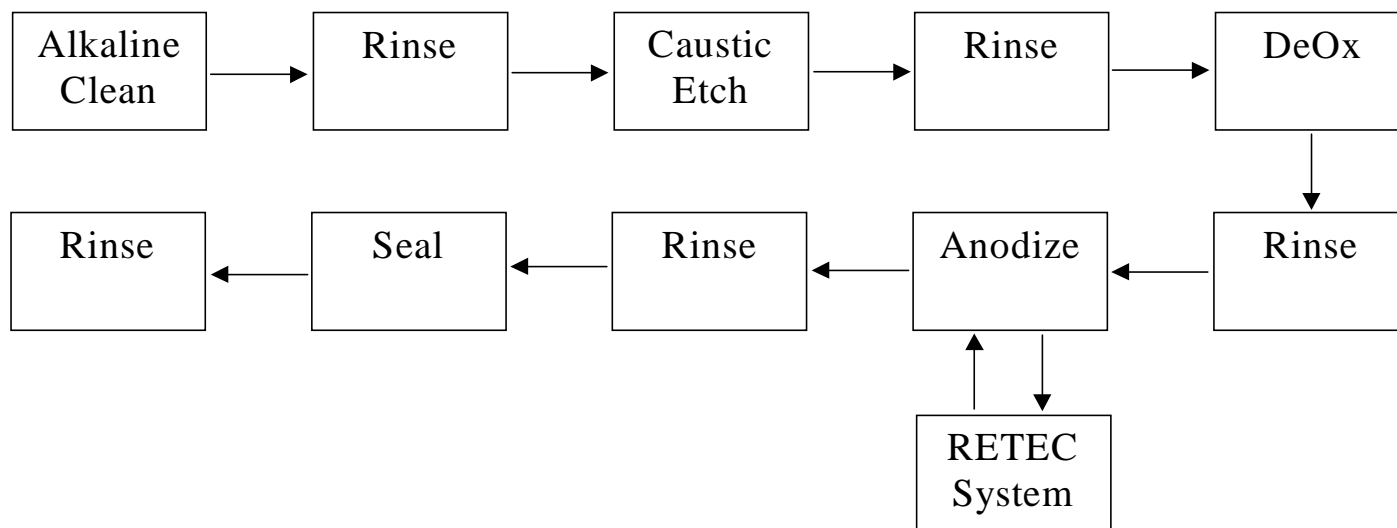 Alkaline
Clean
Rinse
Caustic
Etch
Rinse
DeOx
Rinse
Seal
Rinse
Anodize
Rinse
RETEC
System